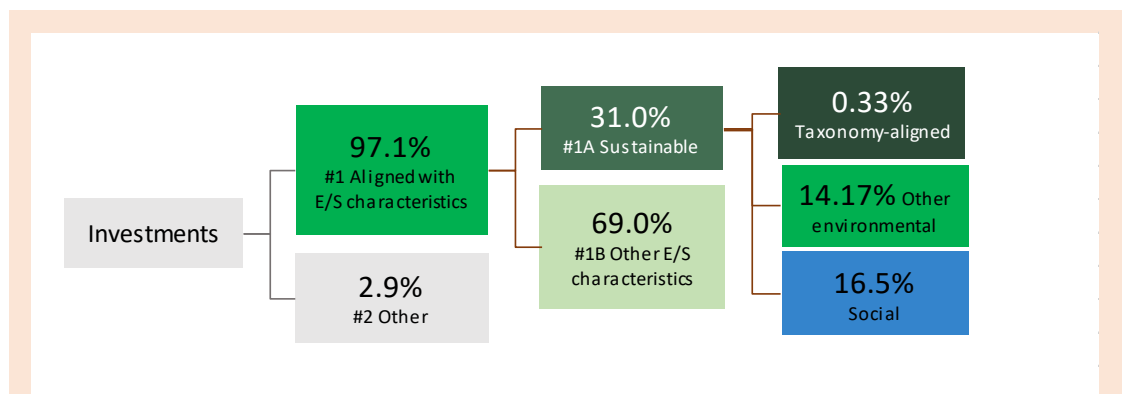 Investments
97.1%
#1 Aligned with
E/S characteristics
2.9%
#2 Other
31.0%
#1A Sustainable
69.0%
#1B Other E/S
characteristics
0.33%
Taxonomy-aligned
14.17% Other
environmental
16.5%
Social